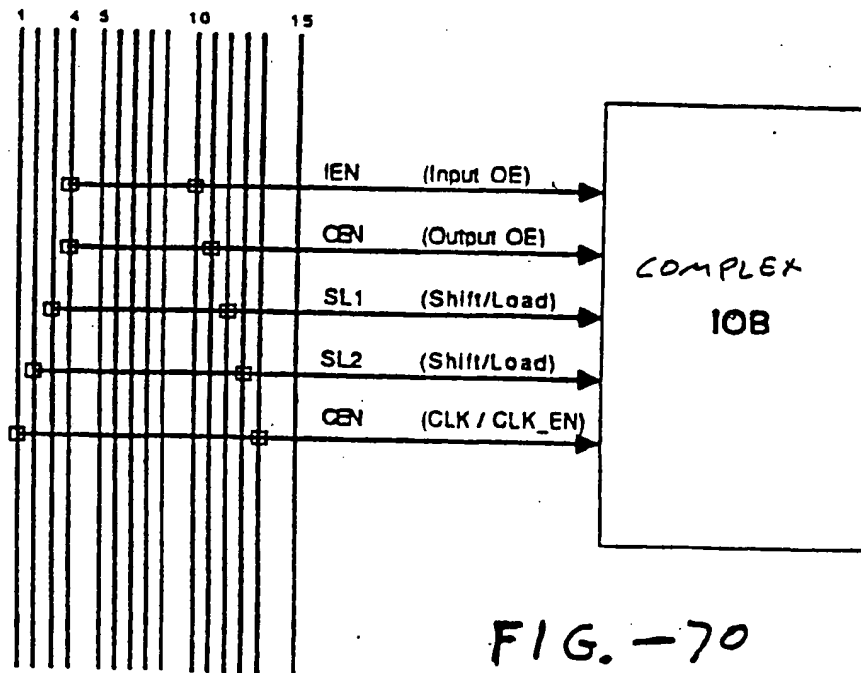 1 4 5 10 15
IEN (Input OE)
OEN (Output OE)
SL1 (Shift/Load)
SL2 (Shift/Load)
CEN (CLK / CLK_EN)
COMPLEX
IOB
FIG. -70